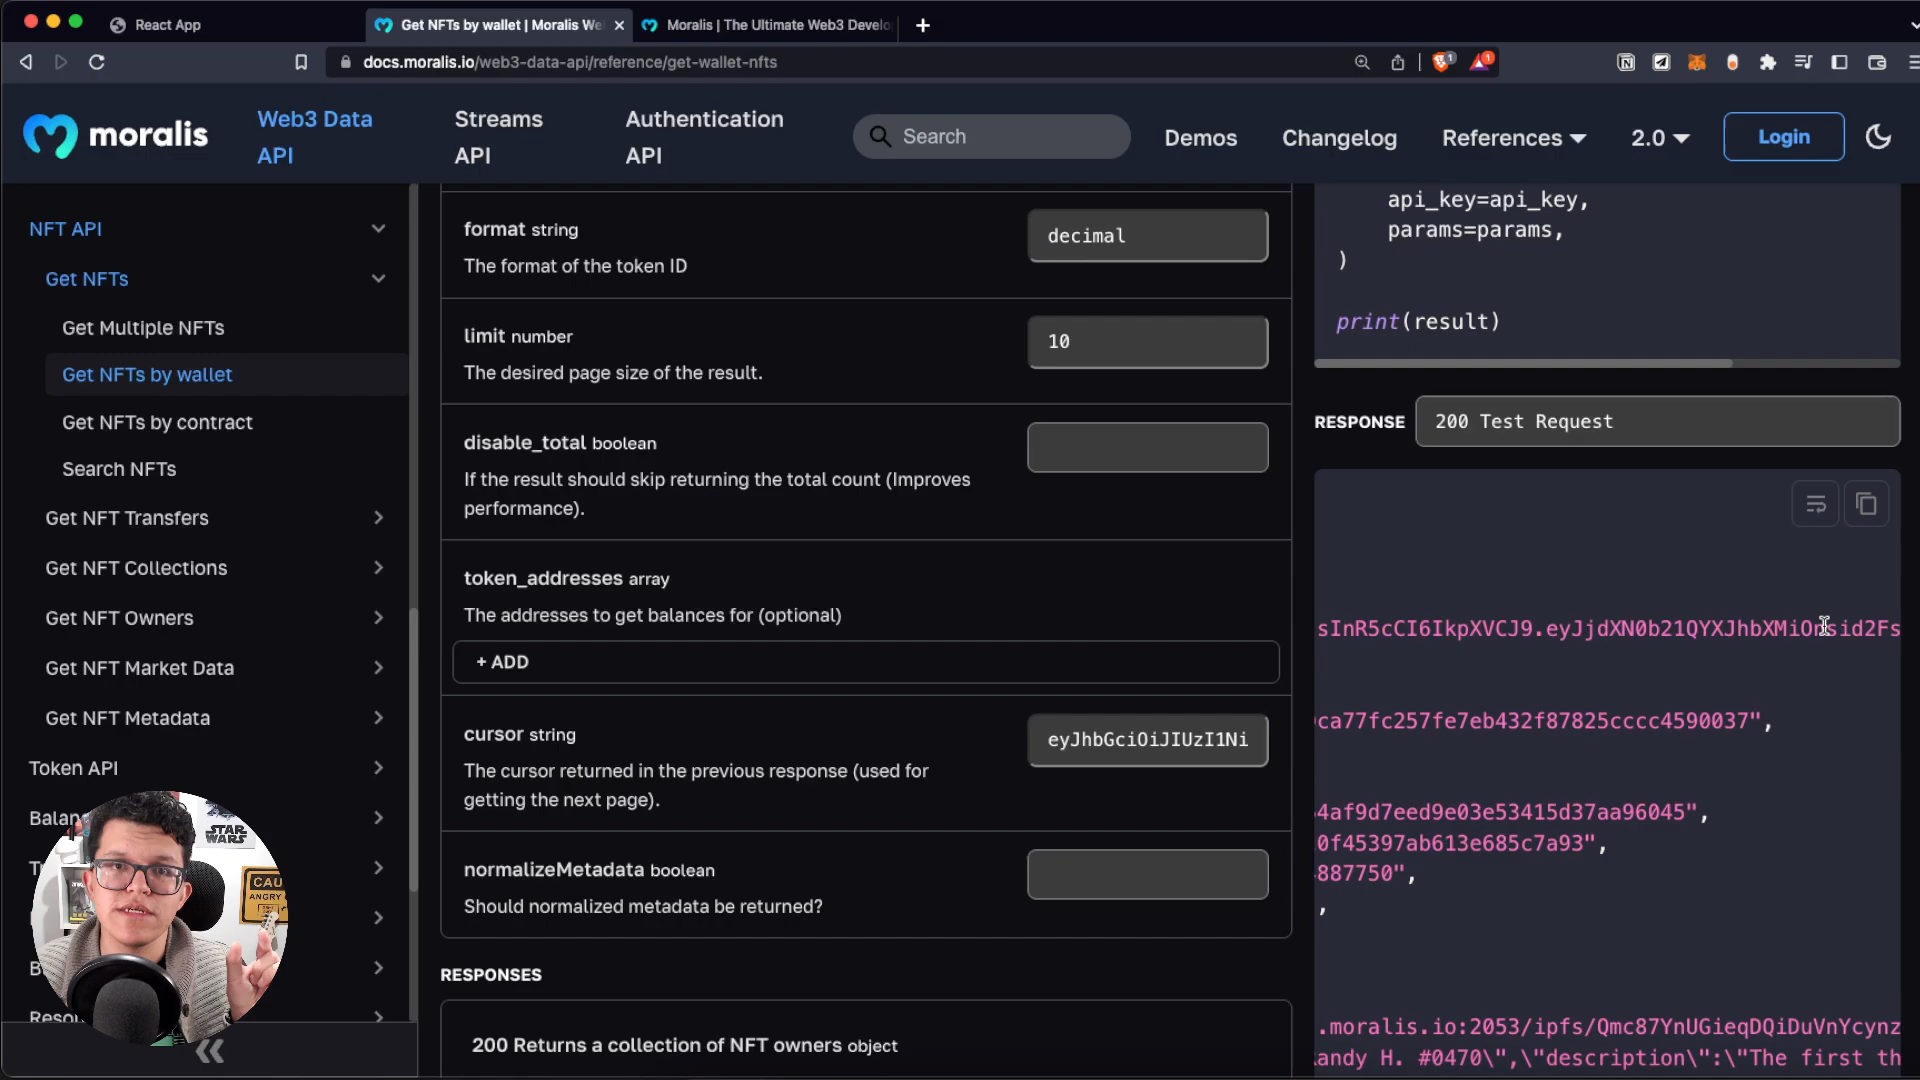 React App
Get NFTs by wallet | Moralis We
Moralis | The Ultimate Web3 Develo
docs.moralis.io/web3-data-api/reference/get-wallet-nfts
1
1
moralis
Web3 Data API
Streams API
Authentication API
Search
Demos
Changelog
References
2.0
Login
NFT API
Get NFTs
Get Multiple NFTs
Get NFTs by wallet
Get NFTs by contract
Search NFTs
Get NFT Transfers
Get NFT Collections
Get NFT Owners
Get NFT Market Data
Get NFT Metadata
Token API
Balan
STAR WARS
CAU
ANGRY
format string
decimal
The format of the token ID
limit number
10
The desired page size of the result.
disable_total boolean
If the result should skip returning the total count (Improves
performance).
token_addresses array
The addresses to get balances for (optional)
+ ADD
cursor string
eyJhbGciOiJIUzI1Ni
The cursor returned in the previous response (used for
getting the next page).
normalizeMetadata boolean
Should normalized metadata be returned?
RESPONSES
200 Returns a collection of NFT owners object
api_key=api_key,
params=params,
)
print(result)
RESPONSE
200 Test Request
sInR5cCI6IkpXVCJ9.eyJjdXN0b21QYXJhbXMiOnsid2Fs
ca77fc257fe7eb432f87825cccc4590037",
4af9d7eed9e03e53415d37aa96045",
0f45397ab613e685c7a93",
887750",
,
.moralis.io:2053/ipfs/Qmc87YnUGieqDQiDuVnYcynz
andy H. #0470\",\"description\":\"The first th